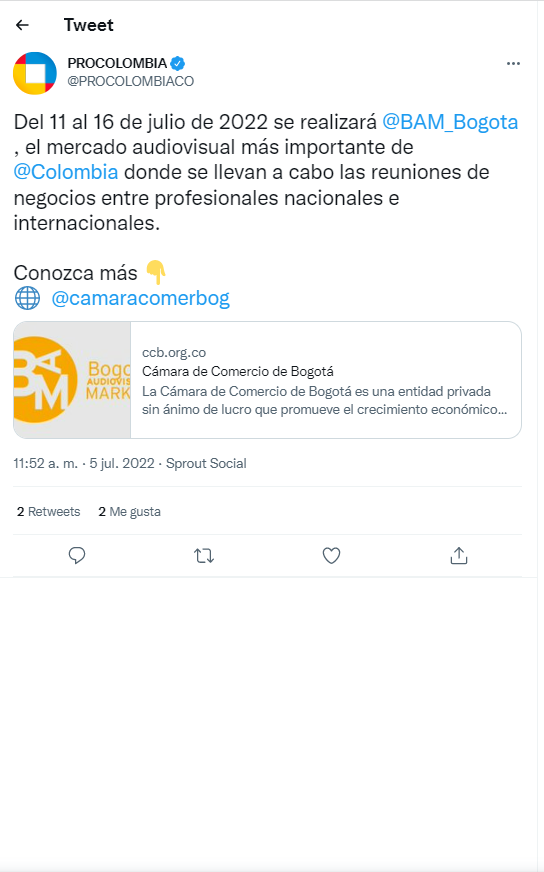 Tweet
PROCOLOMBIA
@PROCOLOMBIACO
Del 11 al 16 de julio de 2022 se realizará @BAM_Bogota
, el mercado audiovisual más importante de
@Colombia donde se llevan a cabo las reuniones de
negocios entre profesionales nacionales e
internacionales.
Conozca más 👇
🌐 @camaracomerbog
BAM
Bogo
AUDIOVIS
MARK
ccb.org.co
Cámara de Comercio de Bogotá
La Cámara de Comercio de Bogotá es una entidad privada
sin ánimo de lucro que promueve el crecimiento económico...
11:52 a. m. · 5 jul. 2022 · Sprout Social
2 Retweets 2 Me gusta